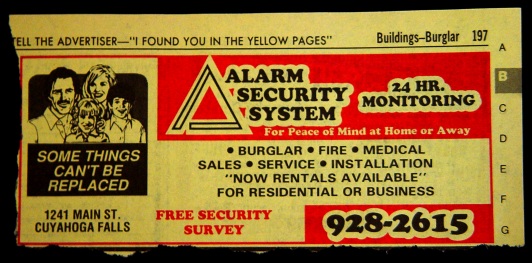 TELL THE ADVERTISER—"I FOUND YOU IN THE YELLOW PAGES"
Buildings–Burglar 197
ALARM
SECURITY
SYSTEM
24 HR.
MONITORING
For Peace of Mind at Home or Away
SOME THINGS
CAN'T BE
REPLACED
• BURGLAR • FIRE • MEDICAL
SALES • SERVICE • INSTALLATION
"NOW RENTALS AVAILABLE"
FOR RESIDENTIAL OR BUSINESS
1241 MAIN ST.
CUYAHOGA FALLS
FREE SECURITY
SURVEY
928-2615
A
B
C
D
E
F
G